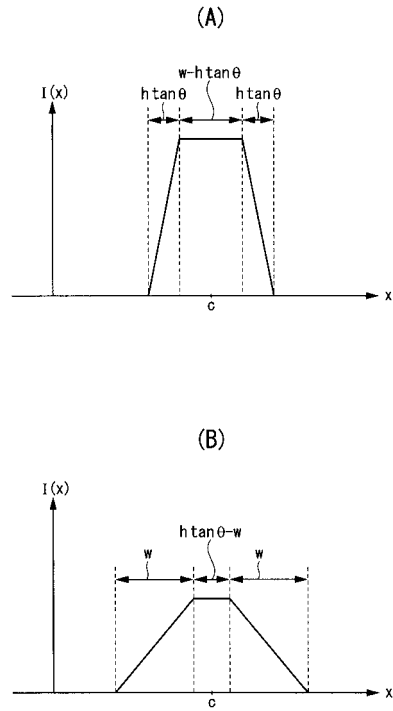 (A)
w-htanθ
htanθ htanθ
I(x)
x
c
(B)
I(x)
htanθ-w
w w
x
c